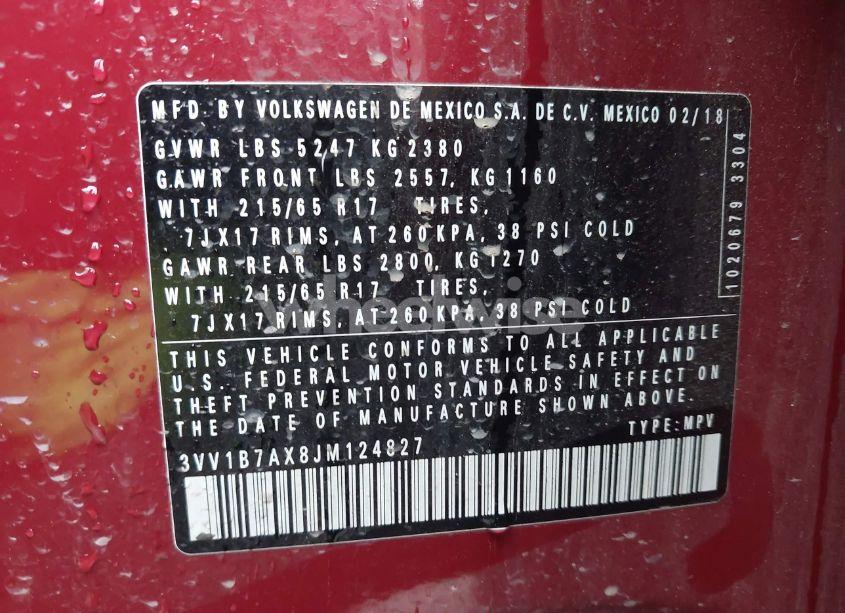 MFD BY VOLKSWAGEN DE MEXICO S.A. DE C.V. MEXICO 02/18
GVWR LBS 5247 KG 2380
GAWR FRONT LBS 2557, KG 1160
WITH 215/65 R17 TIRES,
7JX17 RIMS, AT 260 KPA, 38 PSI COLD
GAWR REAR LBS 2800, KG 1270
WITH 215/65 R17 TIRES,
7JX17 RIMS, AT 260 KPA, 38 PSI COLD
1020679 3304
wheelwise
THIS VEHICLE CONFORMS TO ALL APPLICABLE
U.S. FEDERAL MOTOR VEHICLE SAFETY AND
THEFT PREVENTION STANDARDS IN EFFECT ON
THE DATE OF MANUFACTURE SHOWN ABOVE.
TYPE: MPV
3VV1B7AX8JM124827